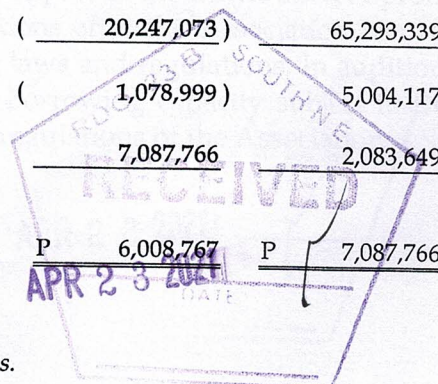 ( 20,247,073 ) 65,293,339
( 1,078,999 ) 5,004,117
7,087,766 2,083,649
P 6,008,767 P 7,087,766
RECEIVED
APR 2 3 2021
DATE
s.